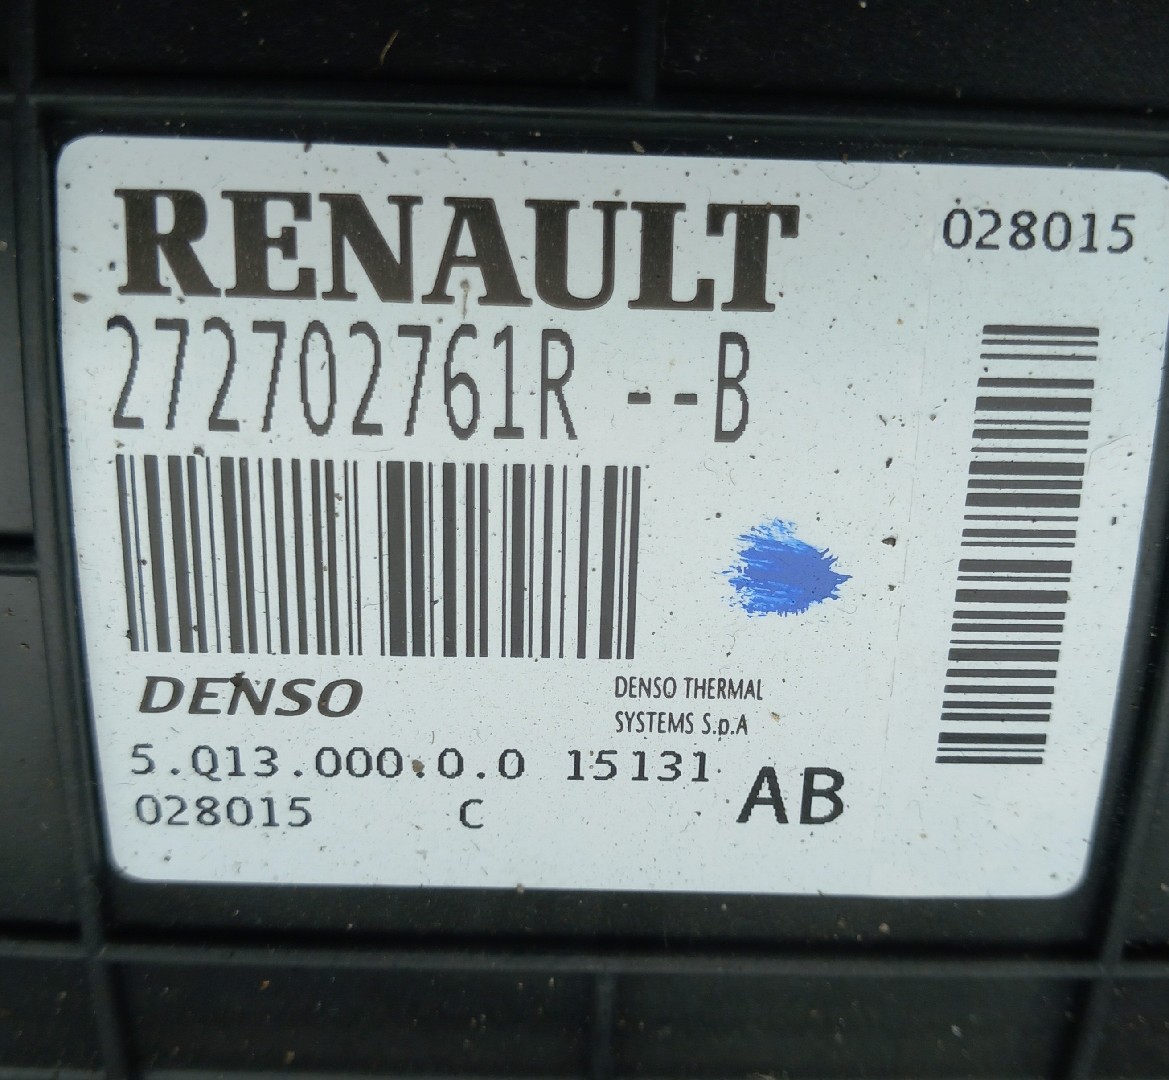 RENAULT
028015
272702761R --B
DENSO
DENSO THERMAL
SYSTEMS S.p.A
5.Q13.000.0.0 15131
AB
028015 C